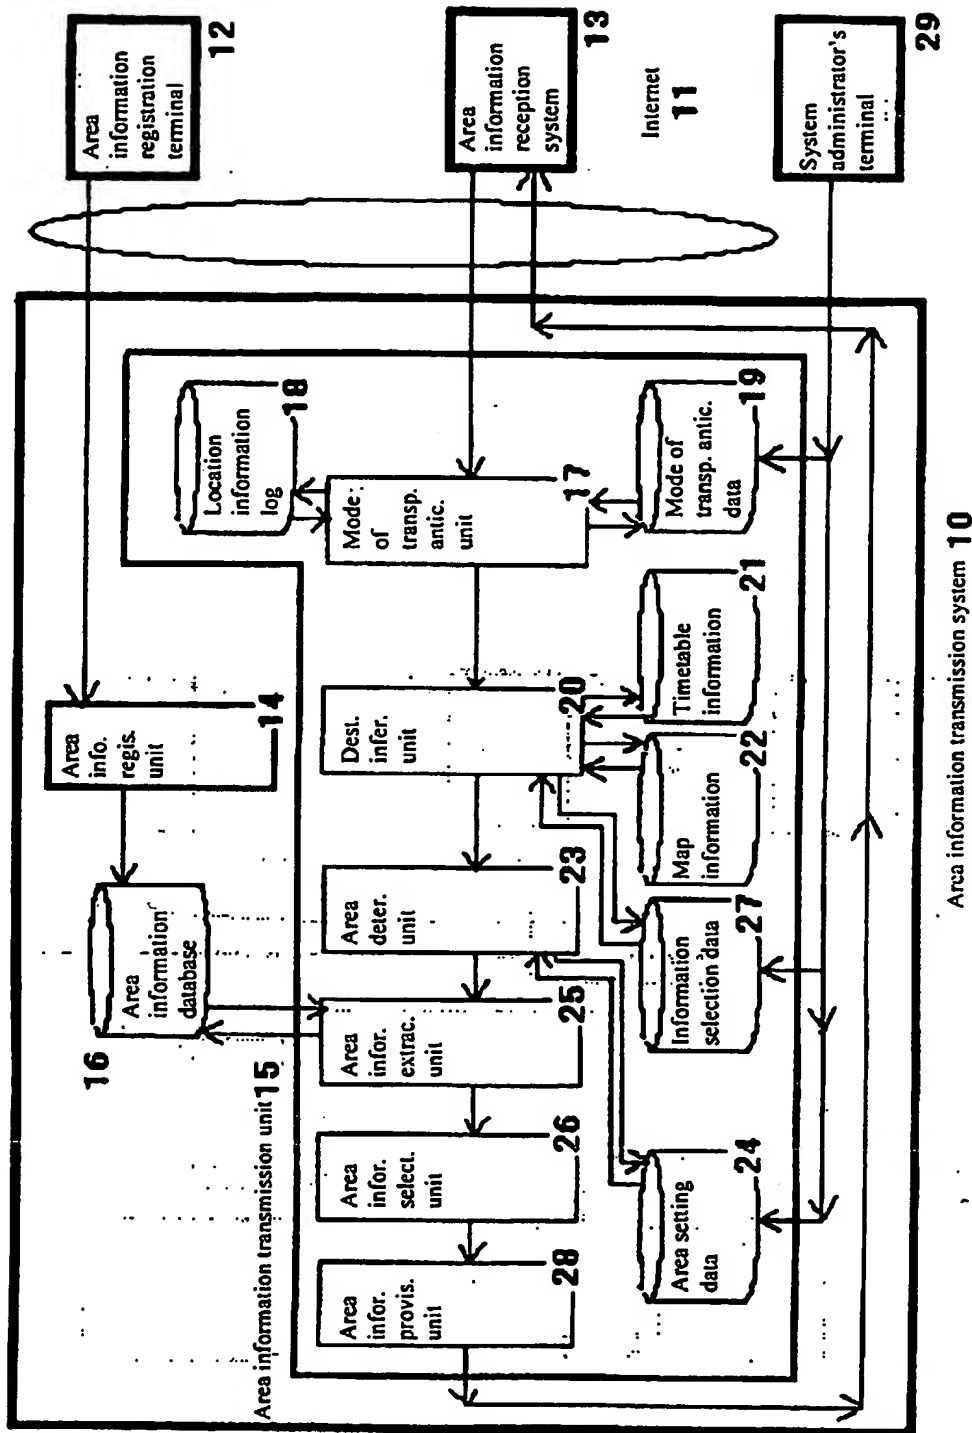 Area
information
registration
terminal
12
Area
information
reception
system
13
Internet
11
System
administrator's
terminal
29
Location
information
log
18
Mode
of
transp.
antic.
unit
17
Mode of
transp. antic.
data
19
Area
info.
regis.
unit
14
Dest.
infer.
unit
20
Timetable
information
21
Map
information
22
Area
information
database
16
Area
deter.
unit
23
Area
infor.
extrac.
unit
25
Information
selection data
27
Area information transmission unit 15
Area
infor.
select.
unit
26
Area
infor.
provis.
unit
28
Area setting
data
24
Area information transmission system 10